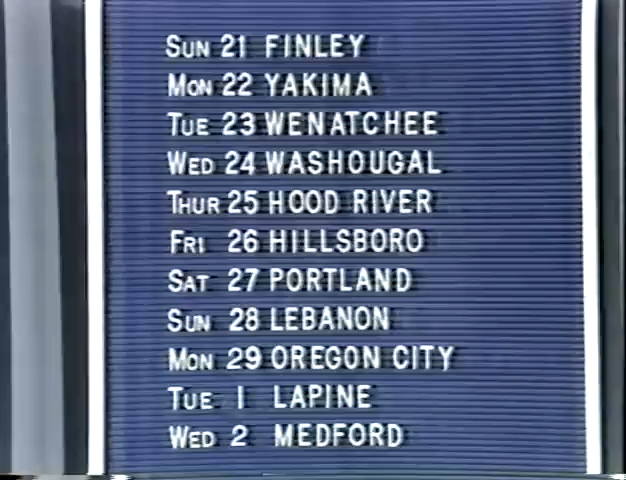 SUN 21 FINLEY
MON 22 YAKIMA
TUE 23 WENATCHEE
WED 24 WASHOUGAL
THUR 25 HOOD RIVER
FRI 26 HILLSBORO
SAT 27 PORTLAND
SUN 28 LEBANON
MON 29 OREGON CITY
TUE 1 LAPINE
WED 2 MEDFORD